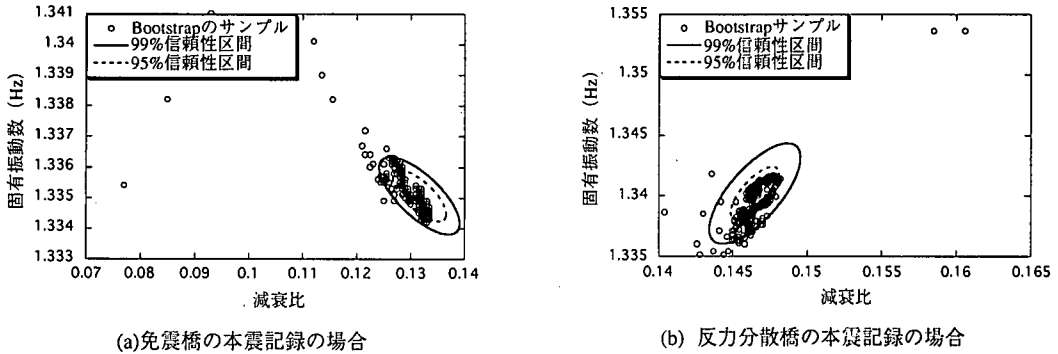 1.341
1.34
1.339
1.338
1.337
1.336
1.335
1.334
1.333
固有振動数 (Hz)
Bootstrapのサンプル
99%信頼性区間
95%信頼性区間
0.07 0.08 0.09 0.1 0.11 0.12 0.13 0.14
減衰比
(a)免震橋の本震記録の場合
1.355
1.35
1.345
1.34
1.335
固有振動数 (Hz)
Bootstrapサンプル
99%信頼性区間
95%信頼性区間
0.14 0.145 0.15 0.155 0.16 0.165
減衰比
(b) 反力分散橋の本震記録の場合